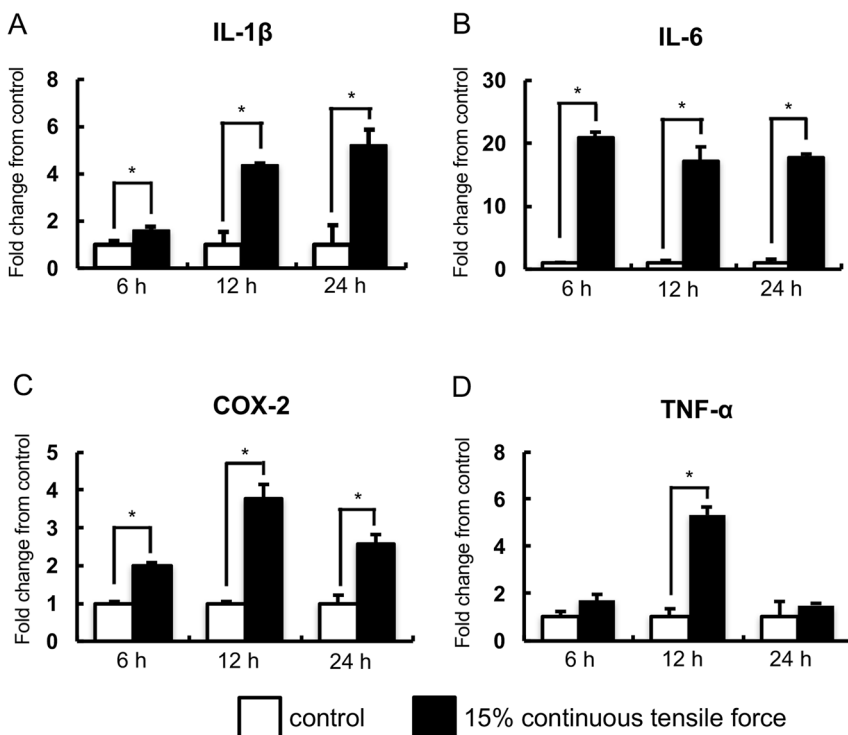 A
IL-1β
Fold change from control
8
6
4
2
0
*
*
*
6 h 12 h 24 h
B
IL-6
Fold change from control
30
20
10
0
*
*
*
6 h 12 h 24 h
C
COX-2
Fold change from control
5
4
3
2
1
0
*
*
*
6 h 12 h 24 h
D
TNF-α
Fold change from control
8
6
4
2
0
*
6 h 12 h 24 h
control 15% continuous tensile force